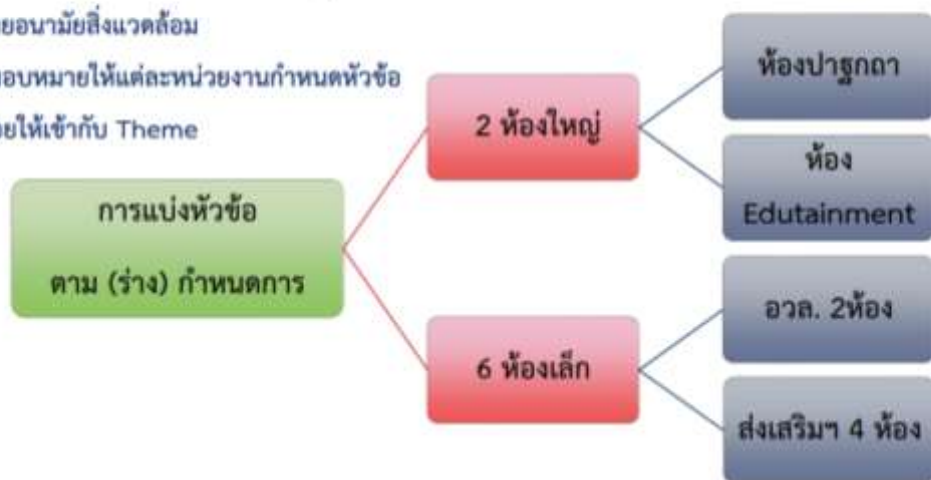 ยอนามัยสิ่งแวดล้อม
อบหมายให้แต่ละหน่วยงานกำหนดหัวข้อ
ยให้เข้ากับ Theme
การแบ่งหัวข้อ
ตาม (ร่าง) กำหนดการ
2 ห้องใหญ่
ห้องปาฐกถา
ห้อง
Edutainment
6 ห้องเล็ก
อวล. 2ห้อง
ส่งเสริมฯ 4 ห้อง